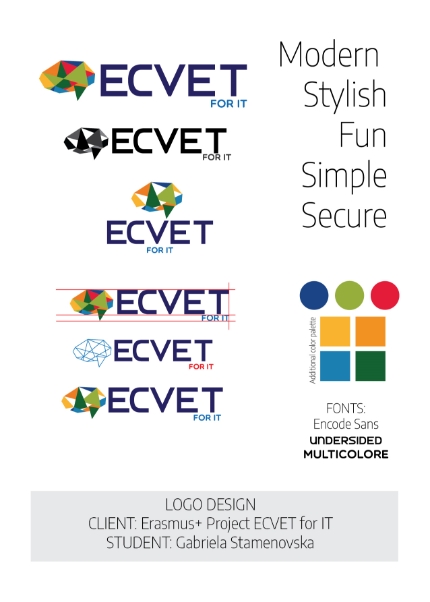 ECVET
FOR IT
ECVET
FOR IT
ECVET
FOR IT
ECVET
FOR IT
ECVET
FOR IT
ECVET
FOR IT
Modern
Stylish
Fun
Simple
Secure
Additional color palette
FONTS:
Encode Sans
UNDERSIDED
MULTICOLORE
LOGO DESIGN
CLIENT: Erasmus+ Project ECVET for IT
STUDENT: Gabriela Stamenovska